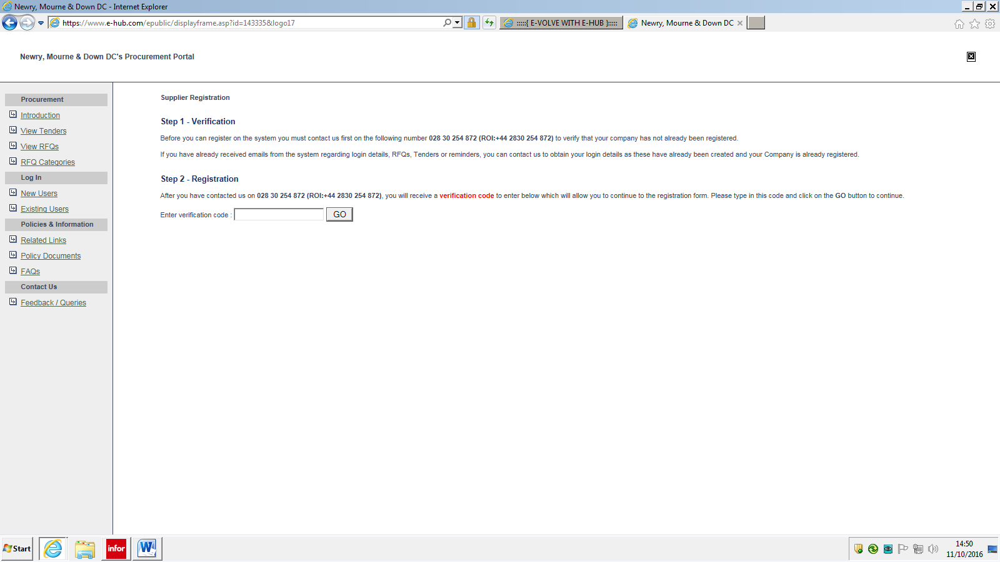 Newry, Mourne & Down DC - Internet Explorer
https://www.e-hub.com/epublic/displayframe.asp?id=143335&logo17
:::::{ E-VOLVE WITH E-HUB }:::::
Newry, Mourne & Down DC
Newry, Mourne & Down DC's Procurement Portal
Procurement
Introduction
View Tenders
View RFQs
RFQ Categories
Log In
New Users
Existing Users
Policies & Information
Related Links
Policy Documents
FAQs
Contact Us
Feedback / Queries
Supplier Registration
Step 1 - Verification
Before you can register on the system you must contact us first on the following number 028 30 254 872 (ROI:+44 2830 254 872) to verify that your company has not already been registered.
If you have already received emails from the system regarding login details, RFQs, Tenders or reminders, you can contact us to obtain your login details as these have already been created and your Company is already registered.
Step 2 - Registration
After you have contacted us on 028 30 254 872 (ROI:+44 2830 254 872), you will receive a verification code to enter below which will allow you to continue to the registration form. Please type in this code and click on the GO button to continue.
Enter verification code : GO
Start
infor
W
14:50
11/10/2016